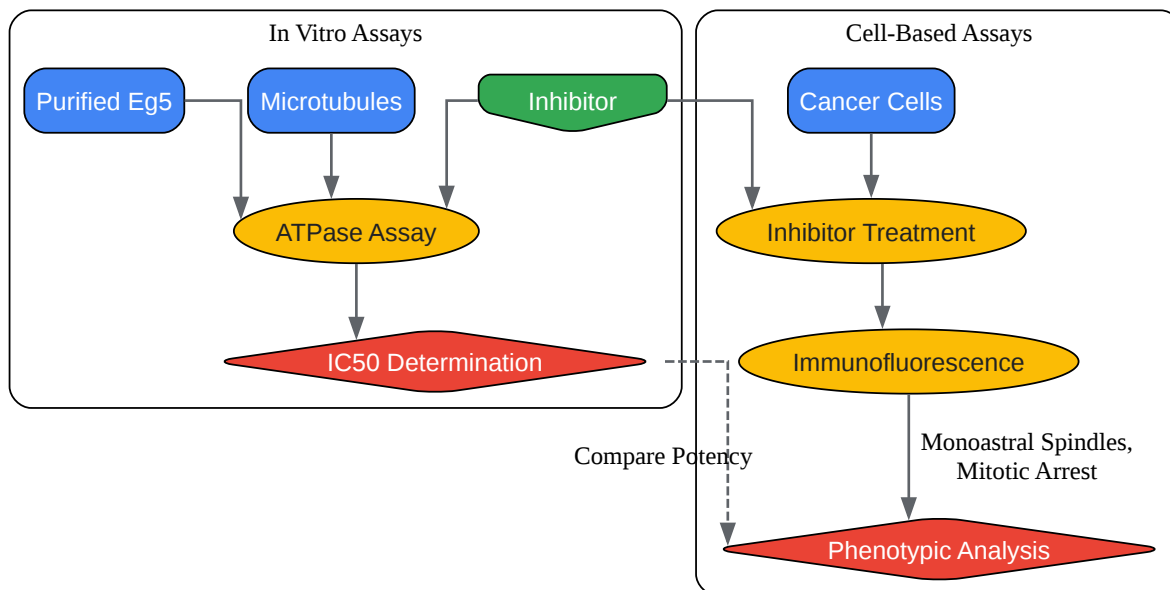 In Vitro Assays
Cell-Based Assays
Purified Eg5
Microtubules
Inhibitor
Cancer Cells
ATPase Assay
Inhibitor Treatment
IC50 Determination
Immunofluorescence
Compare Potency
Monoastral Spindles,
Mitotic Arrest
Phenotypic Analysis